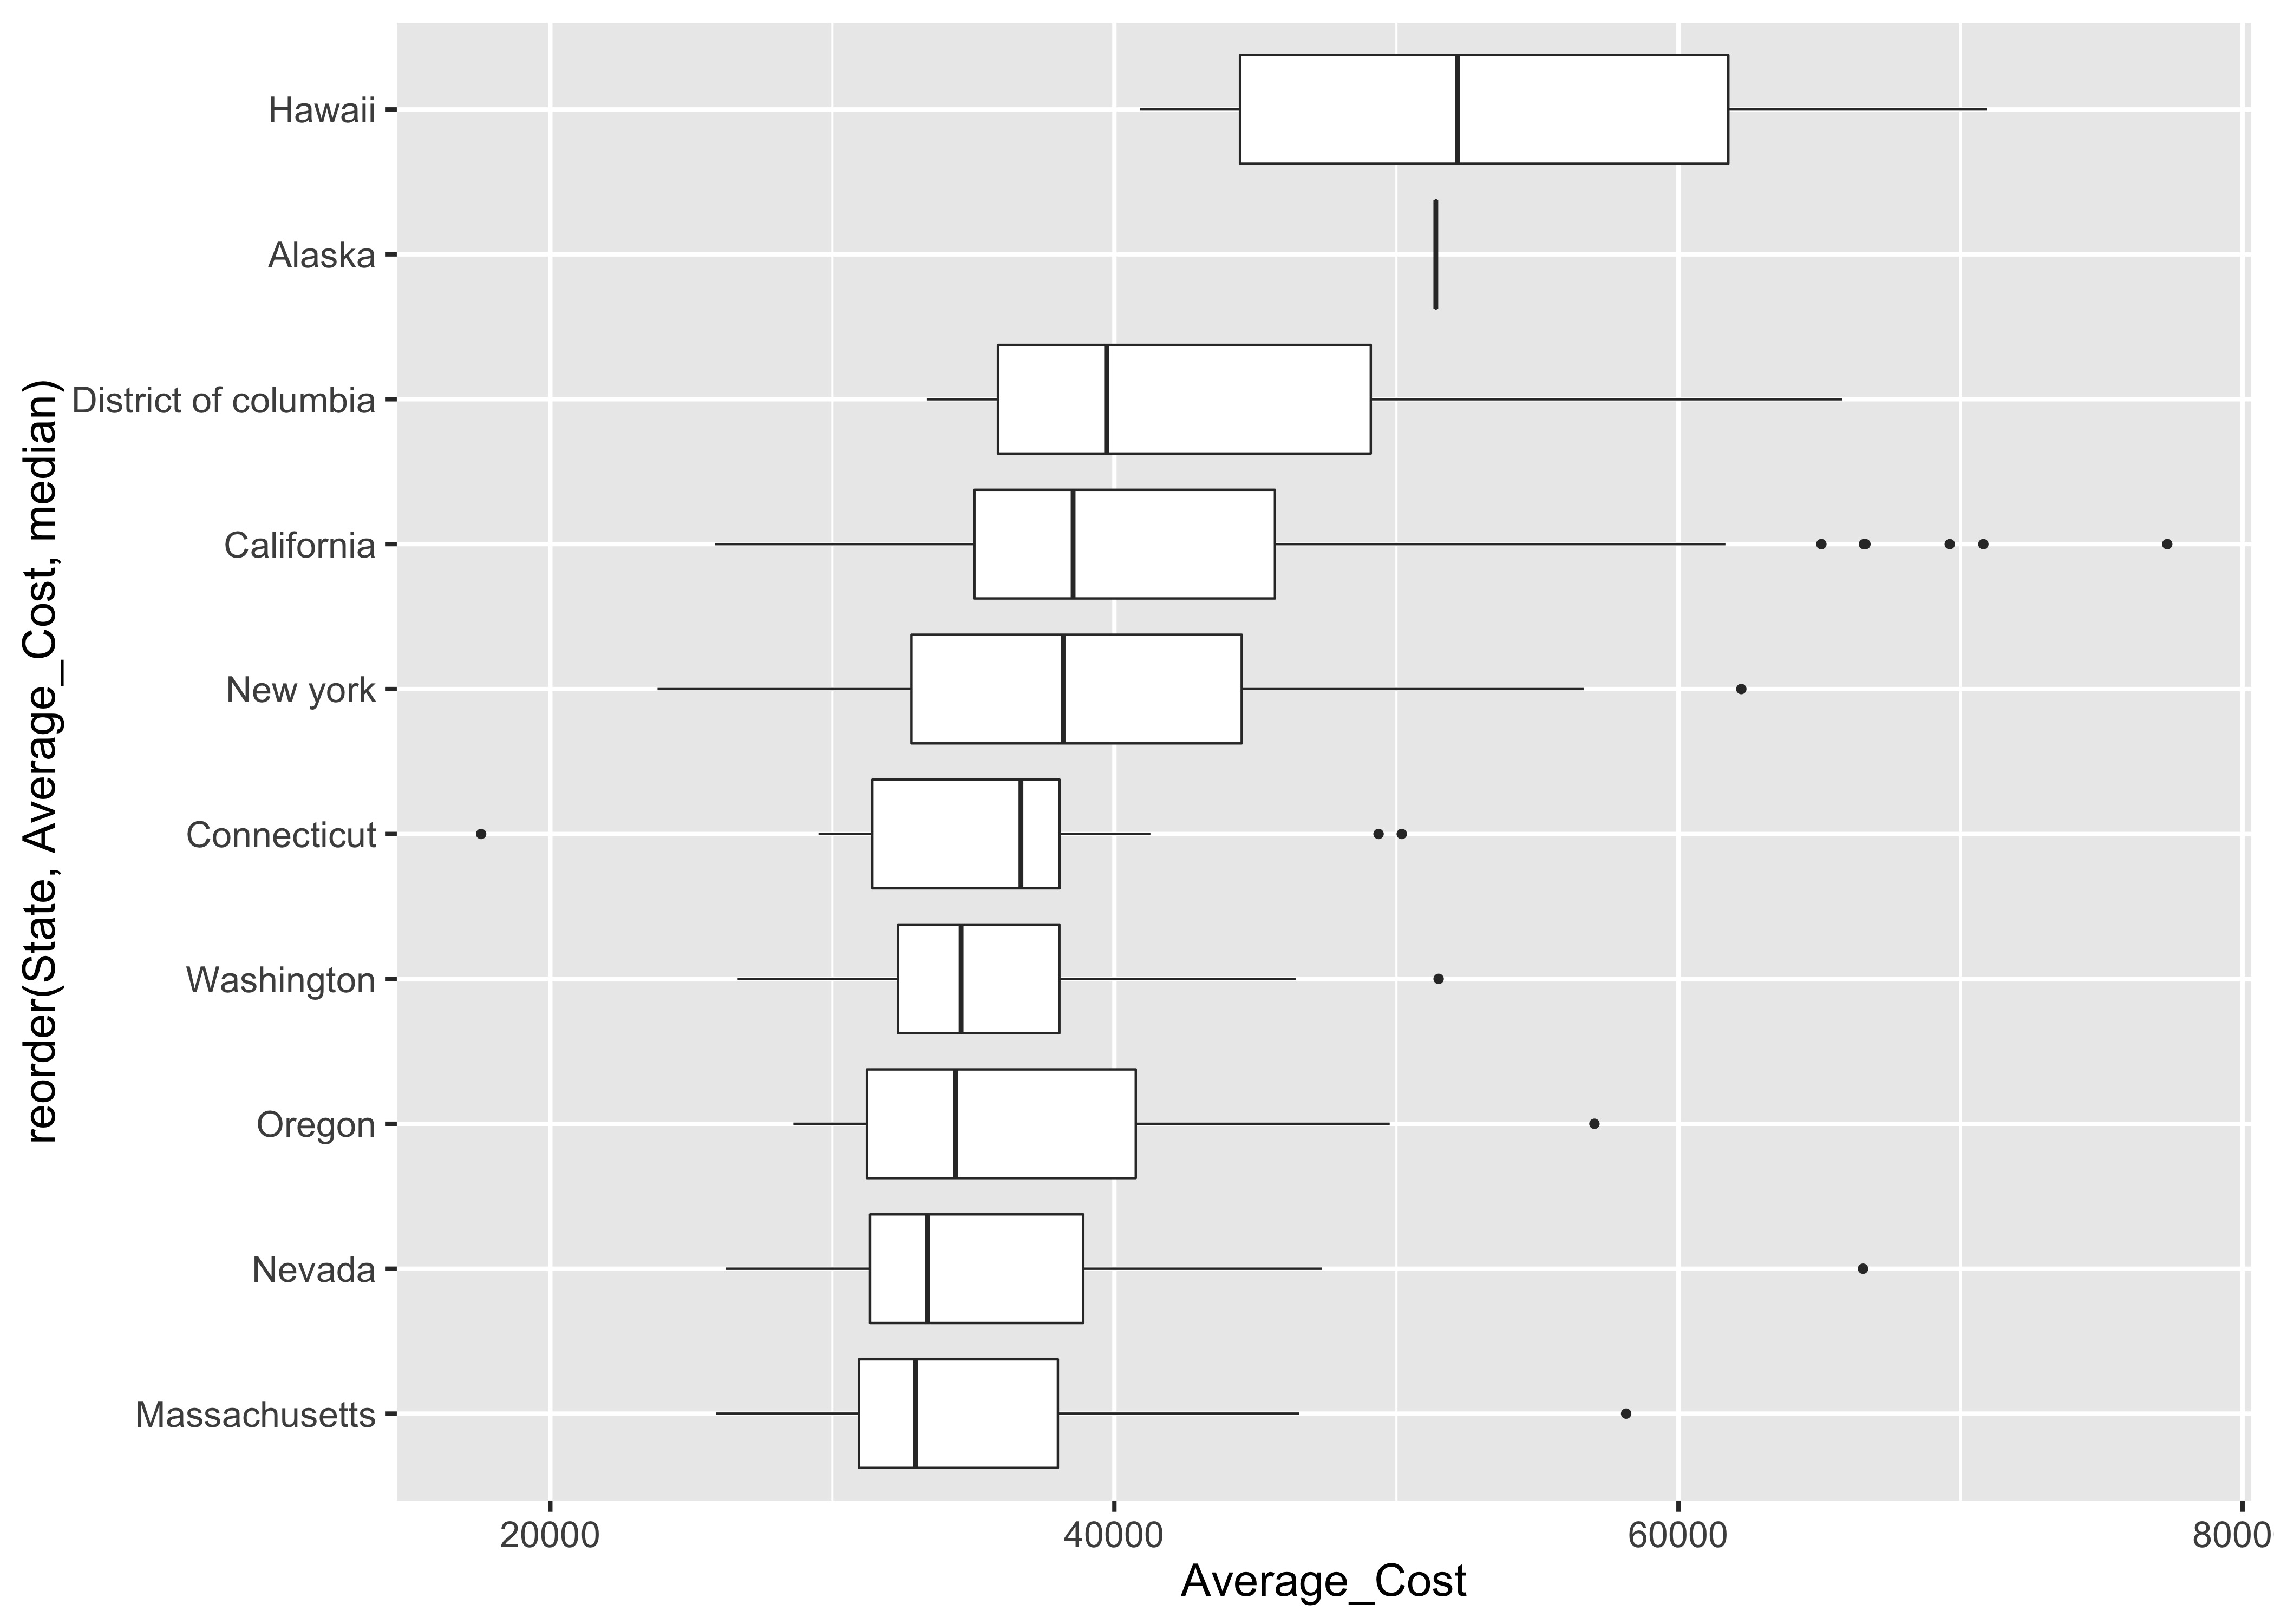 reorder(State, Average_Cost, median)
Hawaii
Alaska
District of columbia
California
New york
Connecticut
Washington
Oregon
Nevada
Massachusetts
20000 40000 60000 8000
Average_Cost